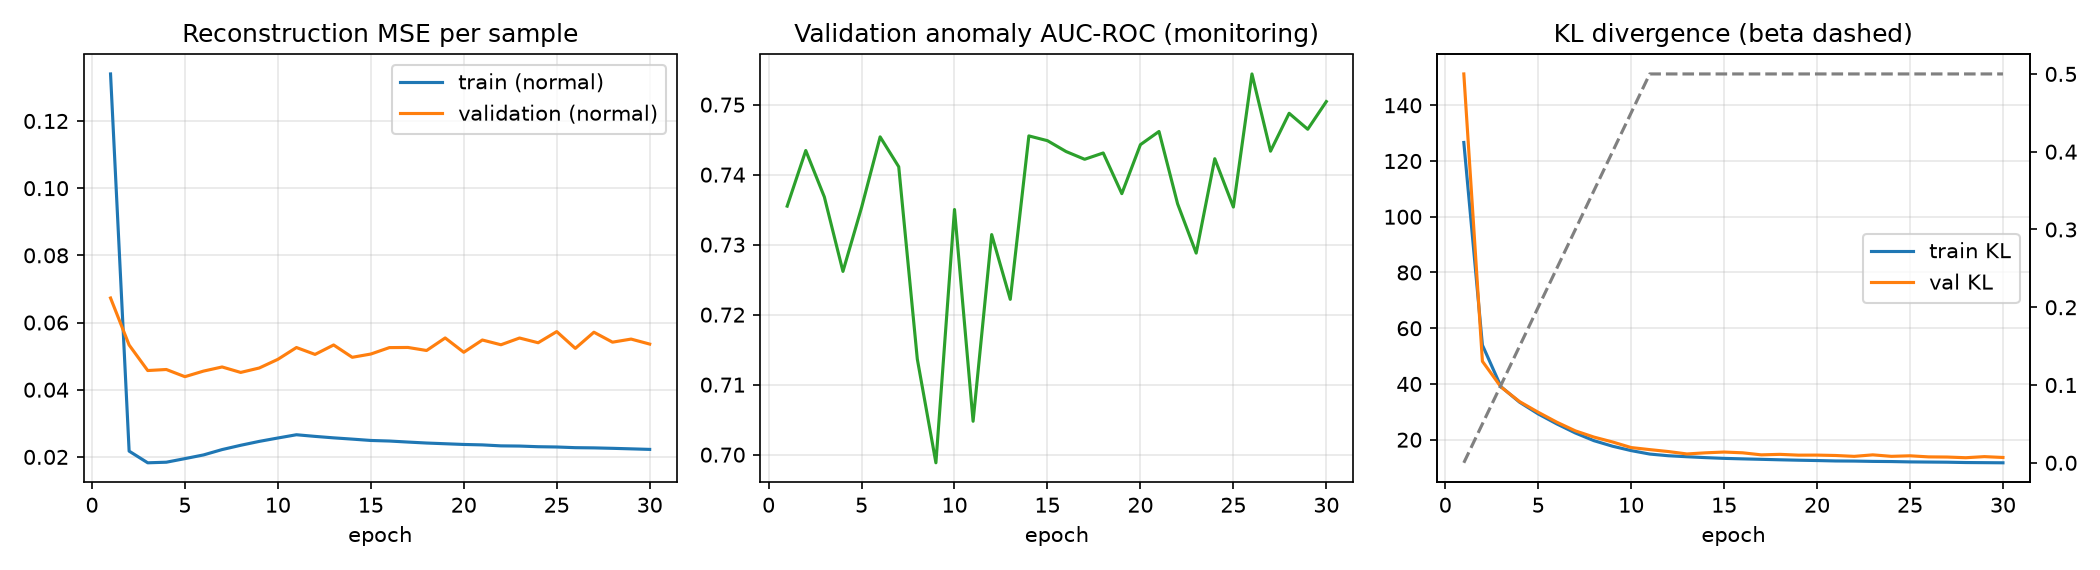 Reconstruction MSE per sample
train (normal)
validation (normal)
0.12
0.10
0.08
0.06
0.04
0.02
0 5 10 15 20 25 30
epoch
Validation anomaly AUC-ROC (monitoring)
0.75
0.74
0.73
0.72
0.71
0.70
0 5 10 15 20 25 30
epoch
KL divergence (beta dashed)
train KL
val KL
140
120
100
80
60
40
20
0.5
0.4
0.3
0.2
0.1
0.0
0 5 10 15 20 25 30
epoch